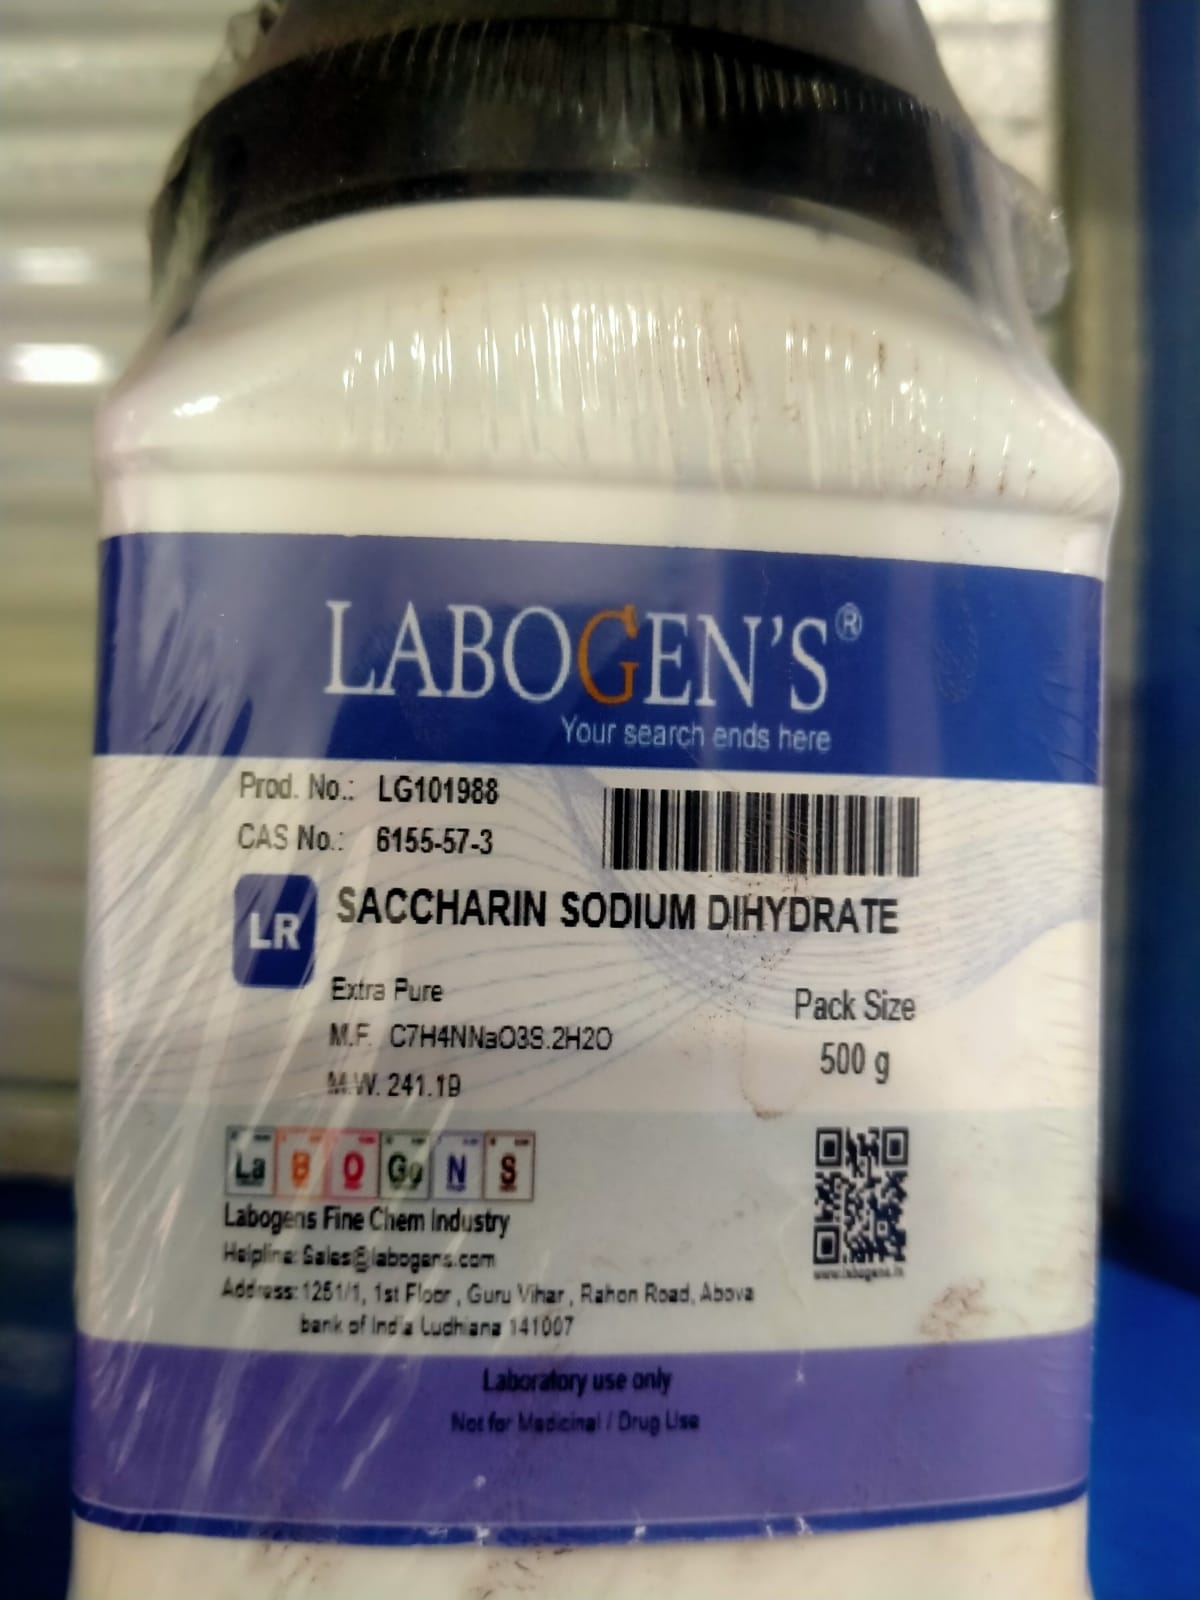 LABOGEN'S®
Your search ends here
Prod. No.: LG101988
CAS No.: 6155-57-3
LR
SACCHARIN SODIUM DIHYDRATE
Extra Pure
M.F. C7H4NNaO3S.2H2O
M.W. 241.19
Pack Size
500 g
La B O Ge N S
Labogens Fine Chem Industry
Helpline: Sales@labogens.com
Address:1251/1, 1st Floor, Guru Vihar, Rahon Road, Above
bank of India Ludhiana 141007
www.labogens.in
Laboratory use only
Not for Medicinal / Drug Use